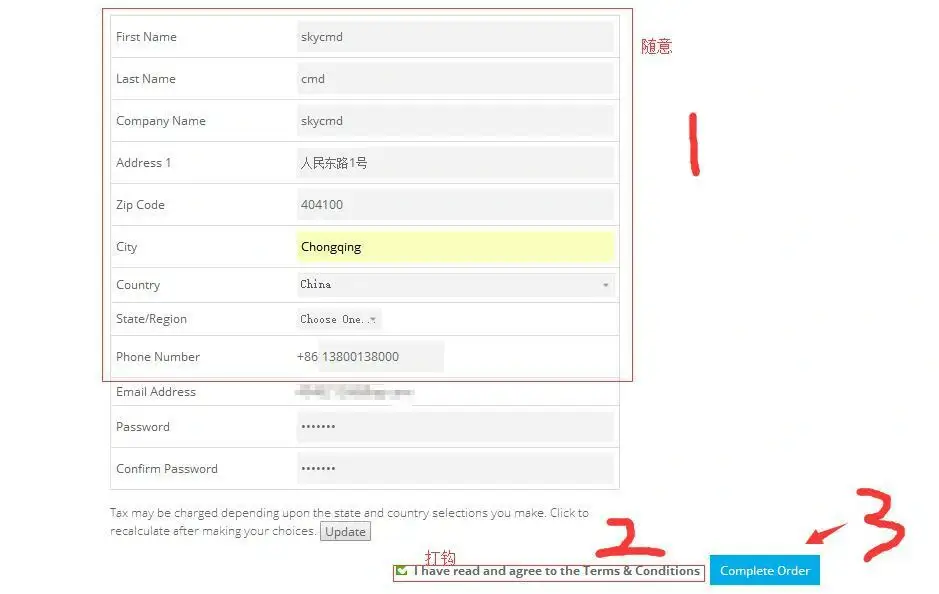 First Name skycmd
随意
Last Name cmd
Company Name skycmd
1
Address 1 人民东路1号
Zip Code 404100
City Chongqing
Country China
State/Region Choose One...
Phone Number +86 13800138000
Email Address
Password •••••••
Confirm Password •••••••
Tax may be charged depending upon the state and country selections you make. Click to
recalculate after making your choices. Update
2
3
打钩
I have read and agree to the Terms & Conditions
Complete Order